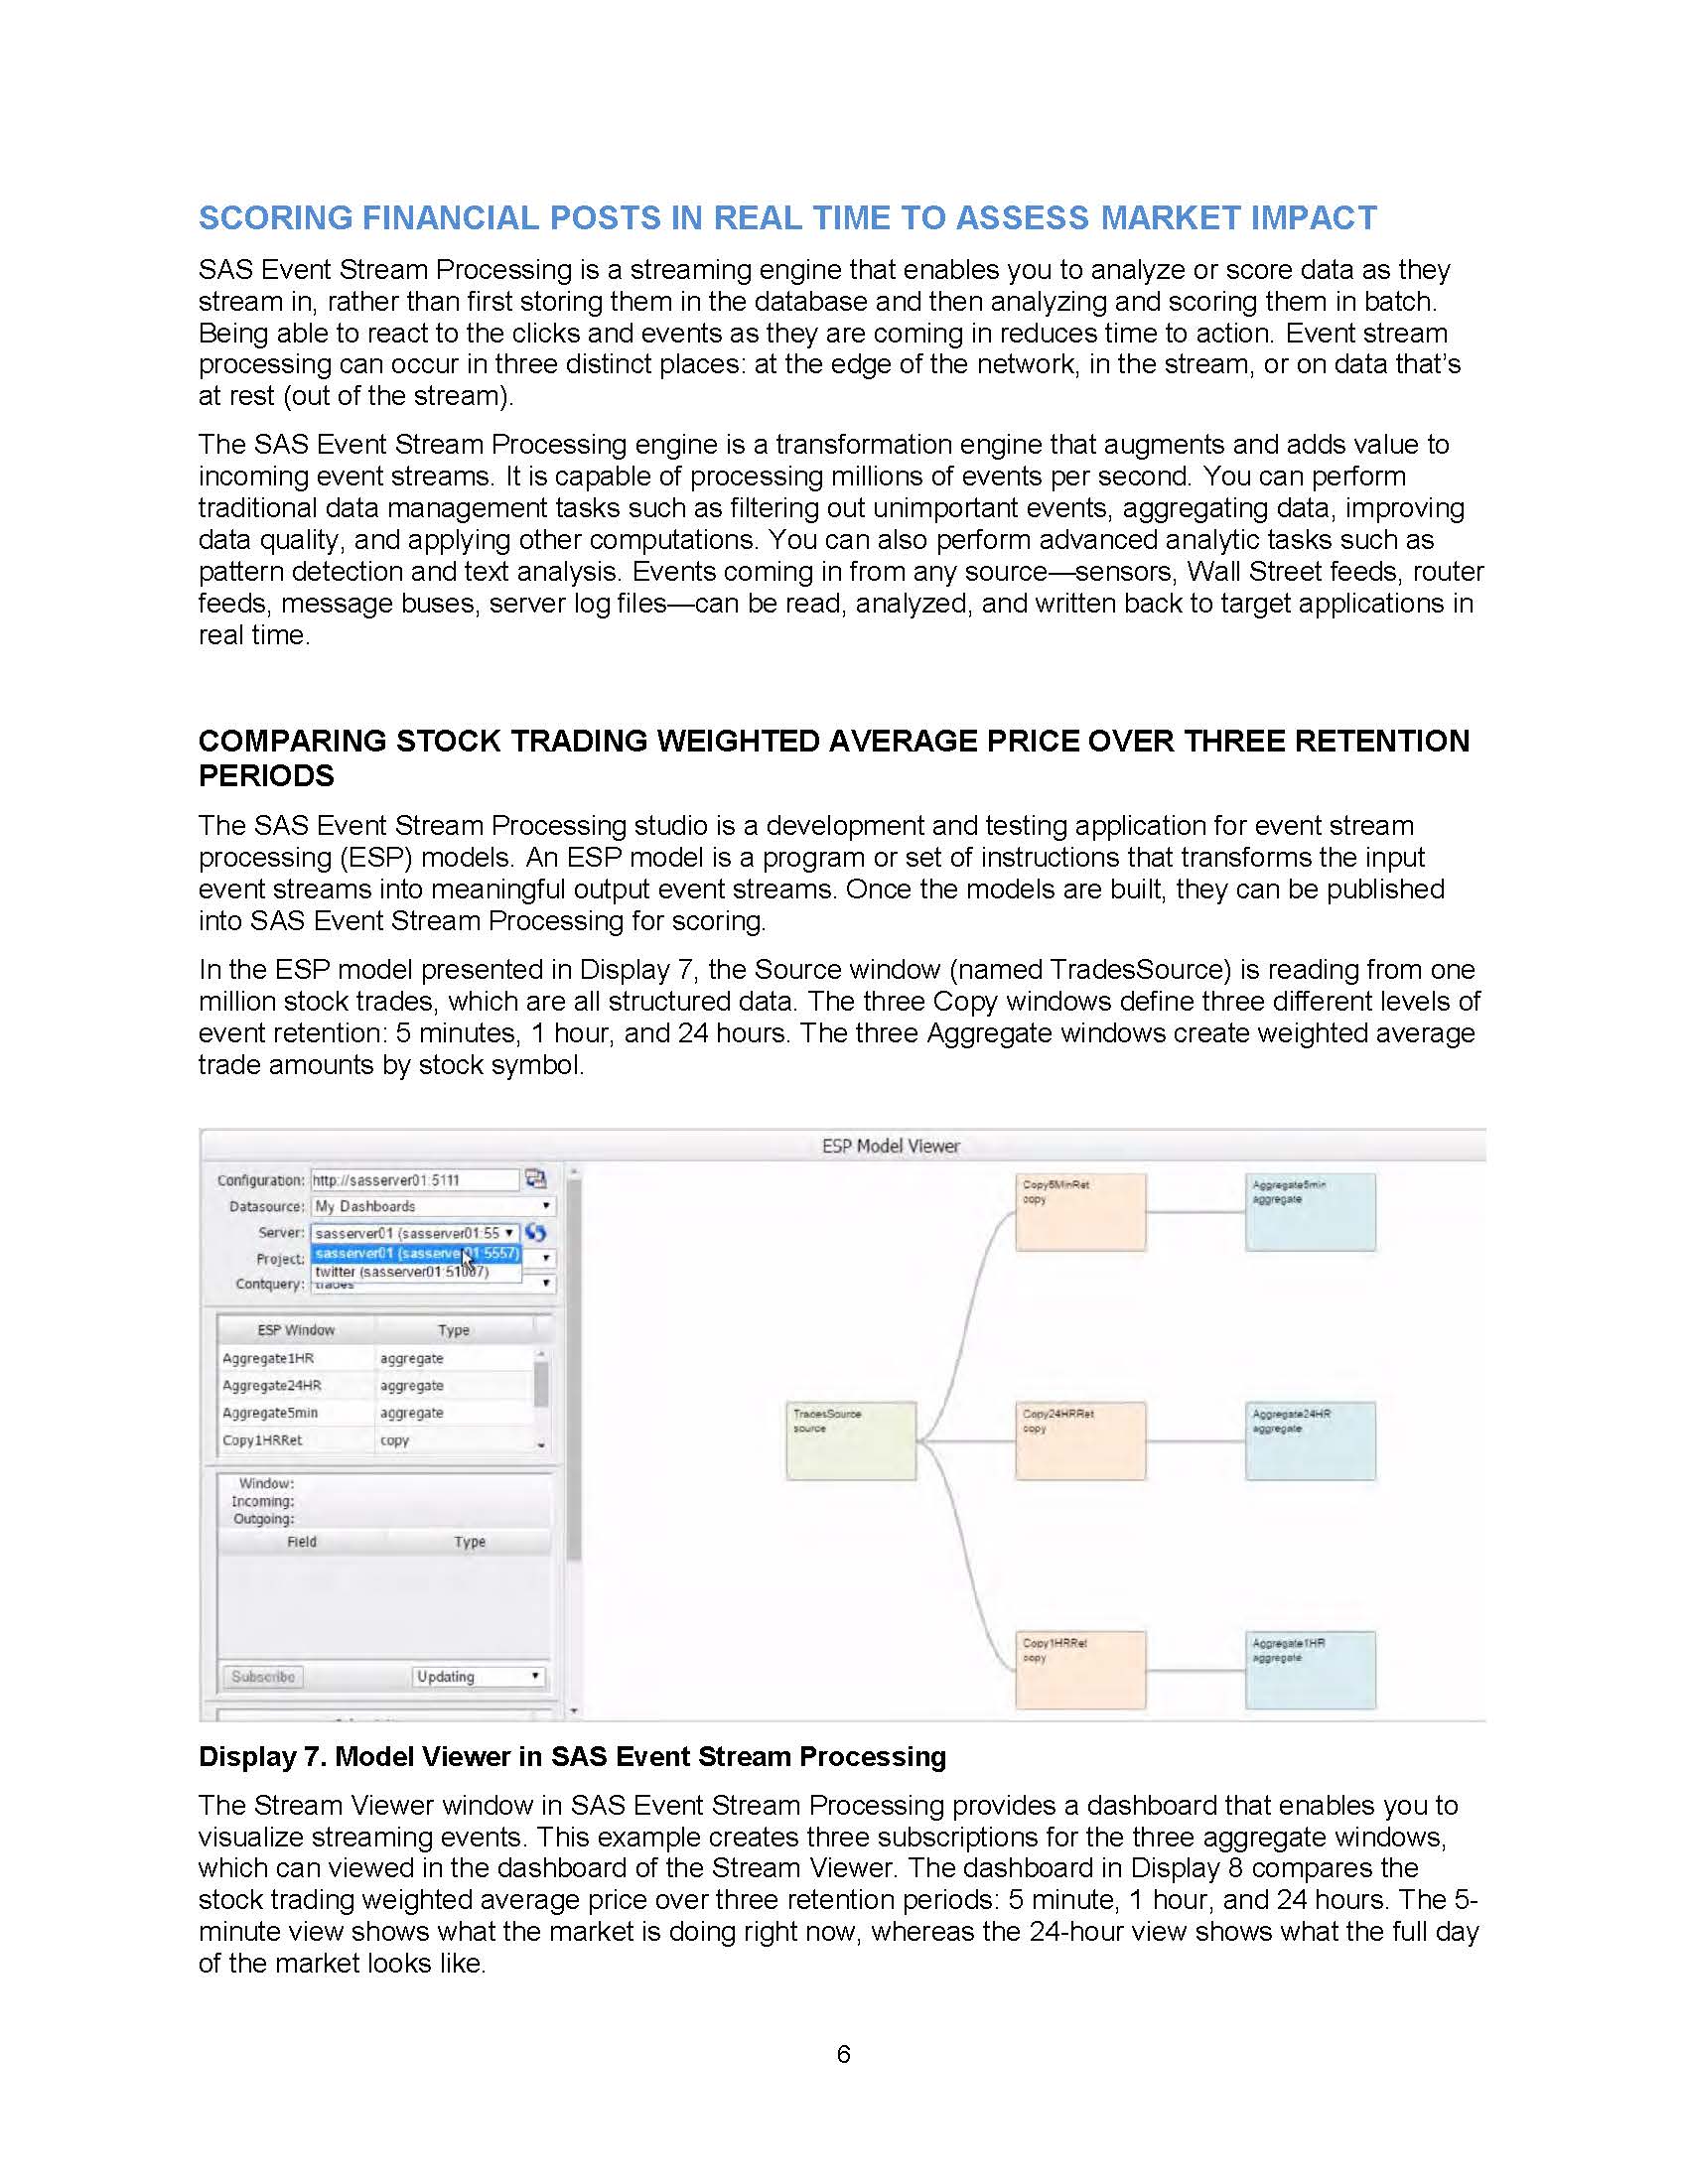 SCORING FINANCIAL POSTS IN REAL TIME TO ASSESS MARKET IMPACT
SAS Event Stream Processing is a streaming engine that enables you to analyze or score data as they
stream in, rather than first storing them in the database and then analyzing and scoring them in batch.
Being able to react to the clicks and events as they are coming in reduces time to action. Event stream
processing can occur in three distinct places: at the edge of the network, in the stream, or on data that’s
at rest (out of the stream).
The SAS Event Stream Processing engine is a transformation engine that augments and adds value to
incoming event streams. It is capable of processing millions of events per second. You can perform
traditional data management tasks such as filtering out unimportant events, aggregating data, improving
data quality, and applying other computations. You can also perform advanced analytic tasks such as
pattern detection and text analysis. Events coming in from any source—sensors, Wall Street feeds, router
feeds, message buses, server log files—can be read, analyzed, and written back to target applications in
real time.
COMPARING STOCK TRADING WEIGHTED AVERAGE PRICE OVER THREE RETENTION
PERIODS
The SAS Event Stream Processing studio is a development and testing application for event stream
processing (ESP) models. An ESP model is a program or set of instructions that transforms the input
event streams into meaningful output event streams. Once the models are built, they can be published
into SAS Event Stream Processing for scoring.
In the ESP model presented in Display 7, the Source window (named TradesSource) is reading from one
million stock trades, which are all structured data. The three Copy windows define three different levels of
event retention: 5 minutes, 1 hour, and 24 hours. The three Aggregate windows create weighted average
trade amounts by stock symbol.
ESP Model Viewer
Configuration: http://sasserver01:5111
Datasource: My Dashboards
Server: sasserver01 (sasserver01:55
sasserver01 (sasserver01:5557)
Project:
twitter (sasserver01:51007)
Contquery: trades
ESP Window Type
Aggregate1HR aggregate
Aggregate24HR aggregate
Aggregate5min aggregate
Copy1HRRet copy
Window:
Incoming:
Outgoing:
Field Type
Subscribe Updating
Copy5MinRet
copy
Aggregate5min
aggregate
TradesSource
source
Copy24HRRet
copy
Aggregate24HR
aggregate
Copy1HRRet
copy
Aggregate1HR
aggregate
Display 7. Model Viewer in SAS Event Stream Processing
The Stream Viewer window in SAS Event Stream Processing provides a dashboard that enables you to
visualize streaming events. This example creates three subscriptions for the three aggregate windows,
which can viewed in the dashboard of the Stream Viewer. The dashboard in Display 8 compares the
stock trading weighted average price over three retention periods: 5 minute, 1 hour, and 24 hours. The 5-
minute view shows what the market is doing right now, whereas the 24-hour view shows what the full day
of the market looks like.
6